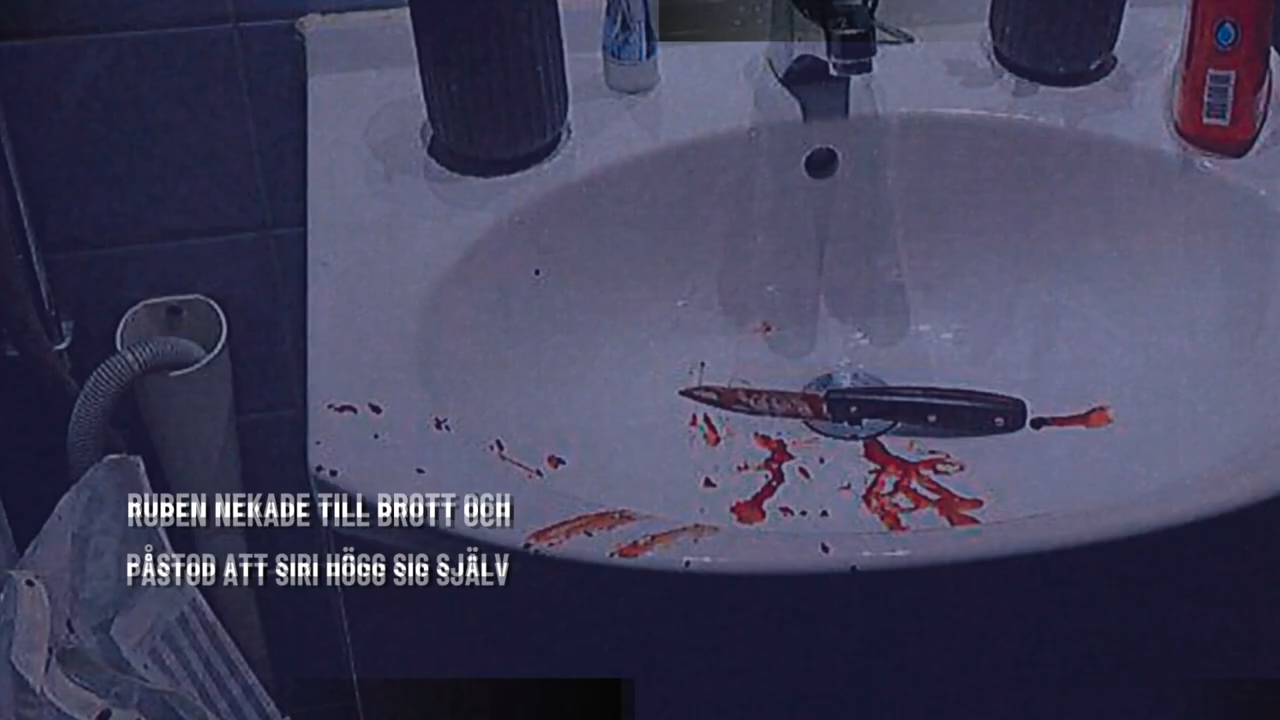 RUBEN NEKADE TILL BROTT OCH
PÅSTOD ATT SIRI HÖGG SIG SJÄLV